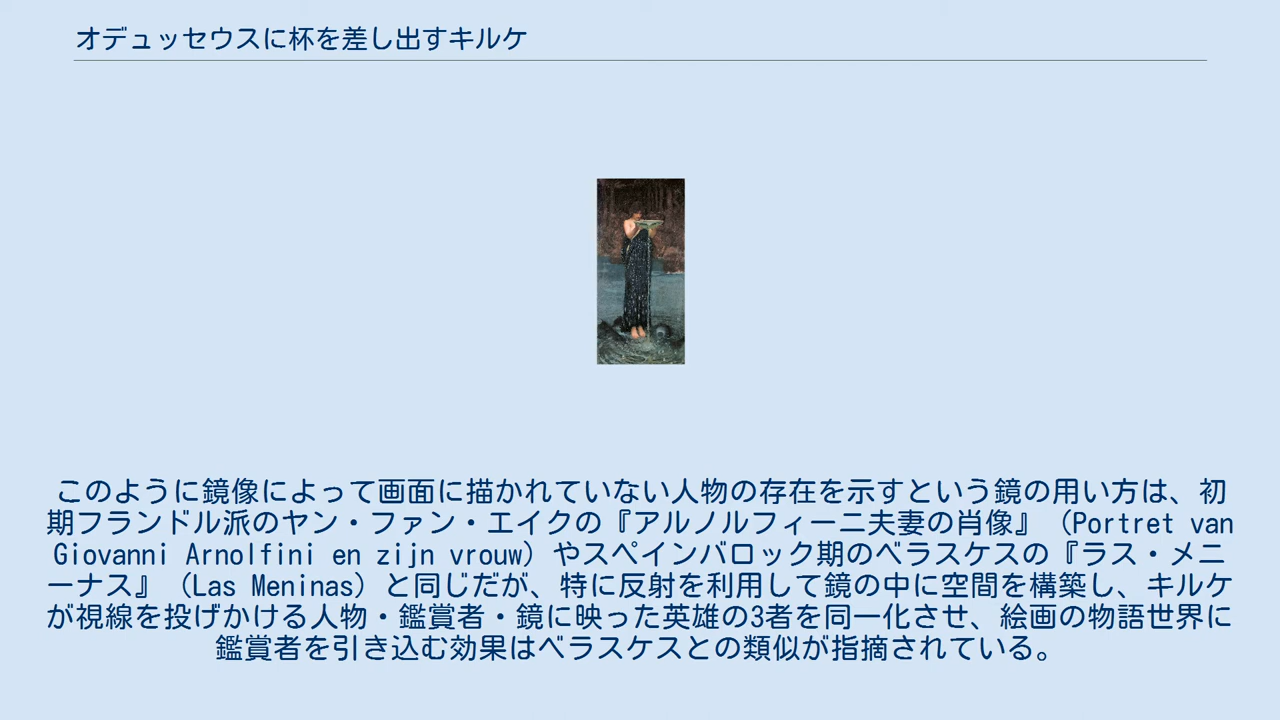 オデュッセウスに杯を差し出すキルケ
このように鏡像によって画面に描かれていない人物の存在を示すという鏡の用い方は、初
期フランドル派のヤン・ファン・エイクの『アルノルフィーニ夫妻の肖像』（Portret van
Giovanni Arnolfini en zijn vrouw）やスペインバロック期のベラスケスの『ラス・メニ
ーナス』（Las Meninas）と同じだが、特に反射を利用して鏡の中に空間を構築し、キルケ
が視線を投げかける人物・鑑賞者・鏡に映った英雄の3者を同一化させ、絵画の物語世界に
鑑賞者を引き込む効果はベラスケスとの類似が指摘されている。